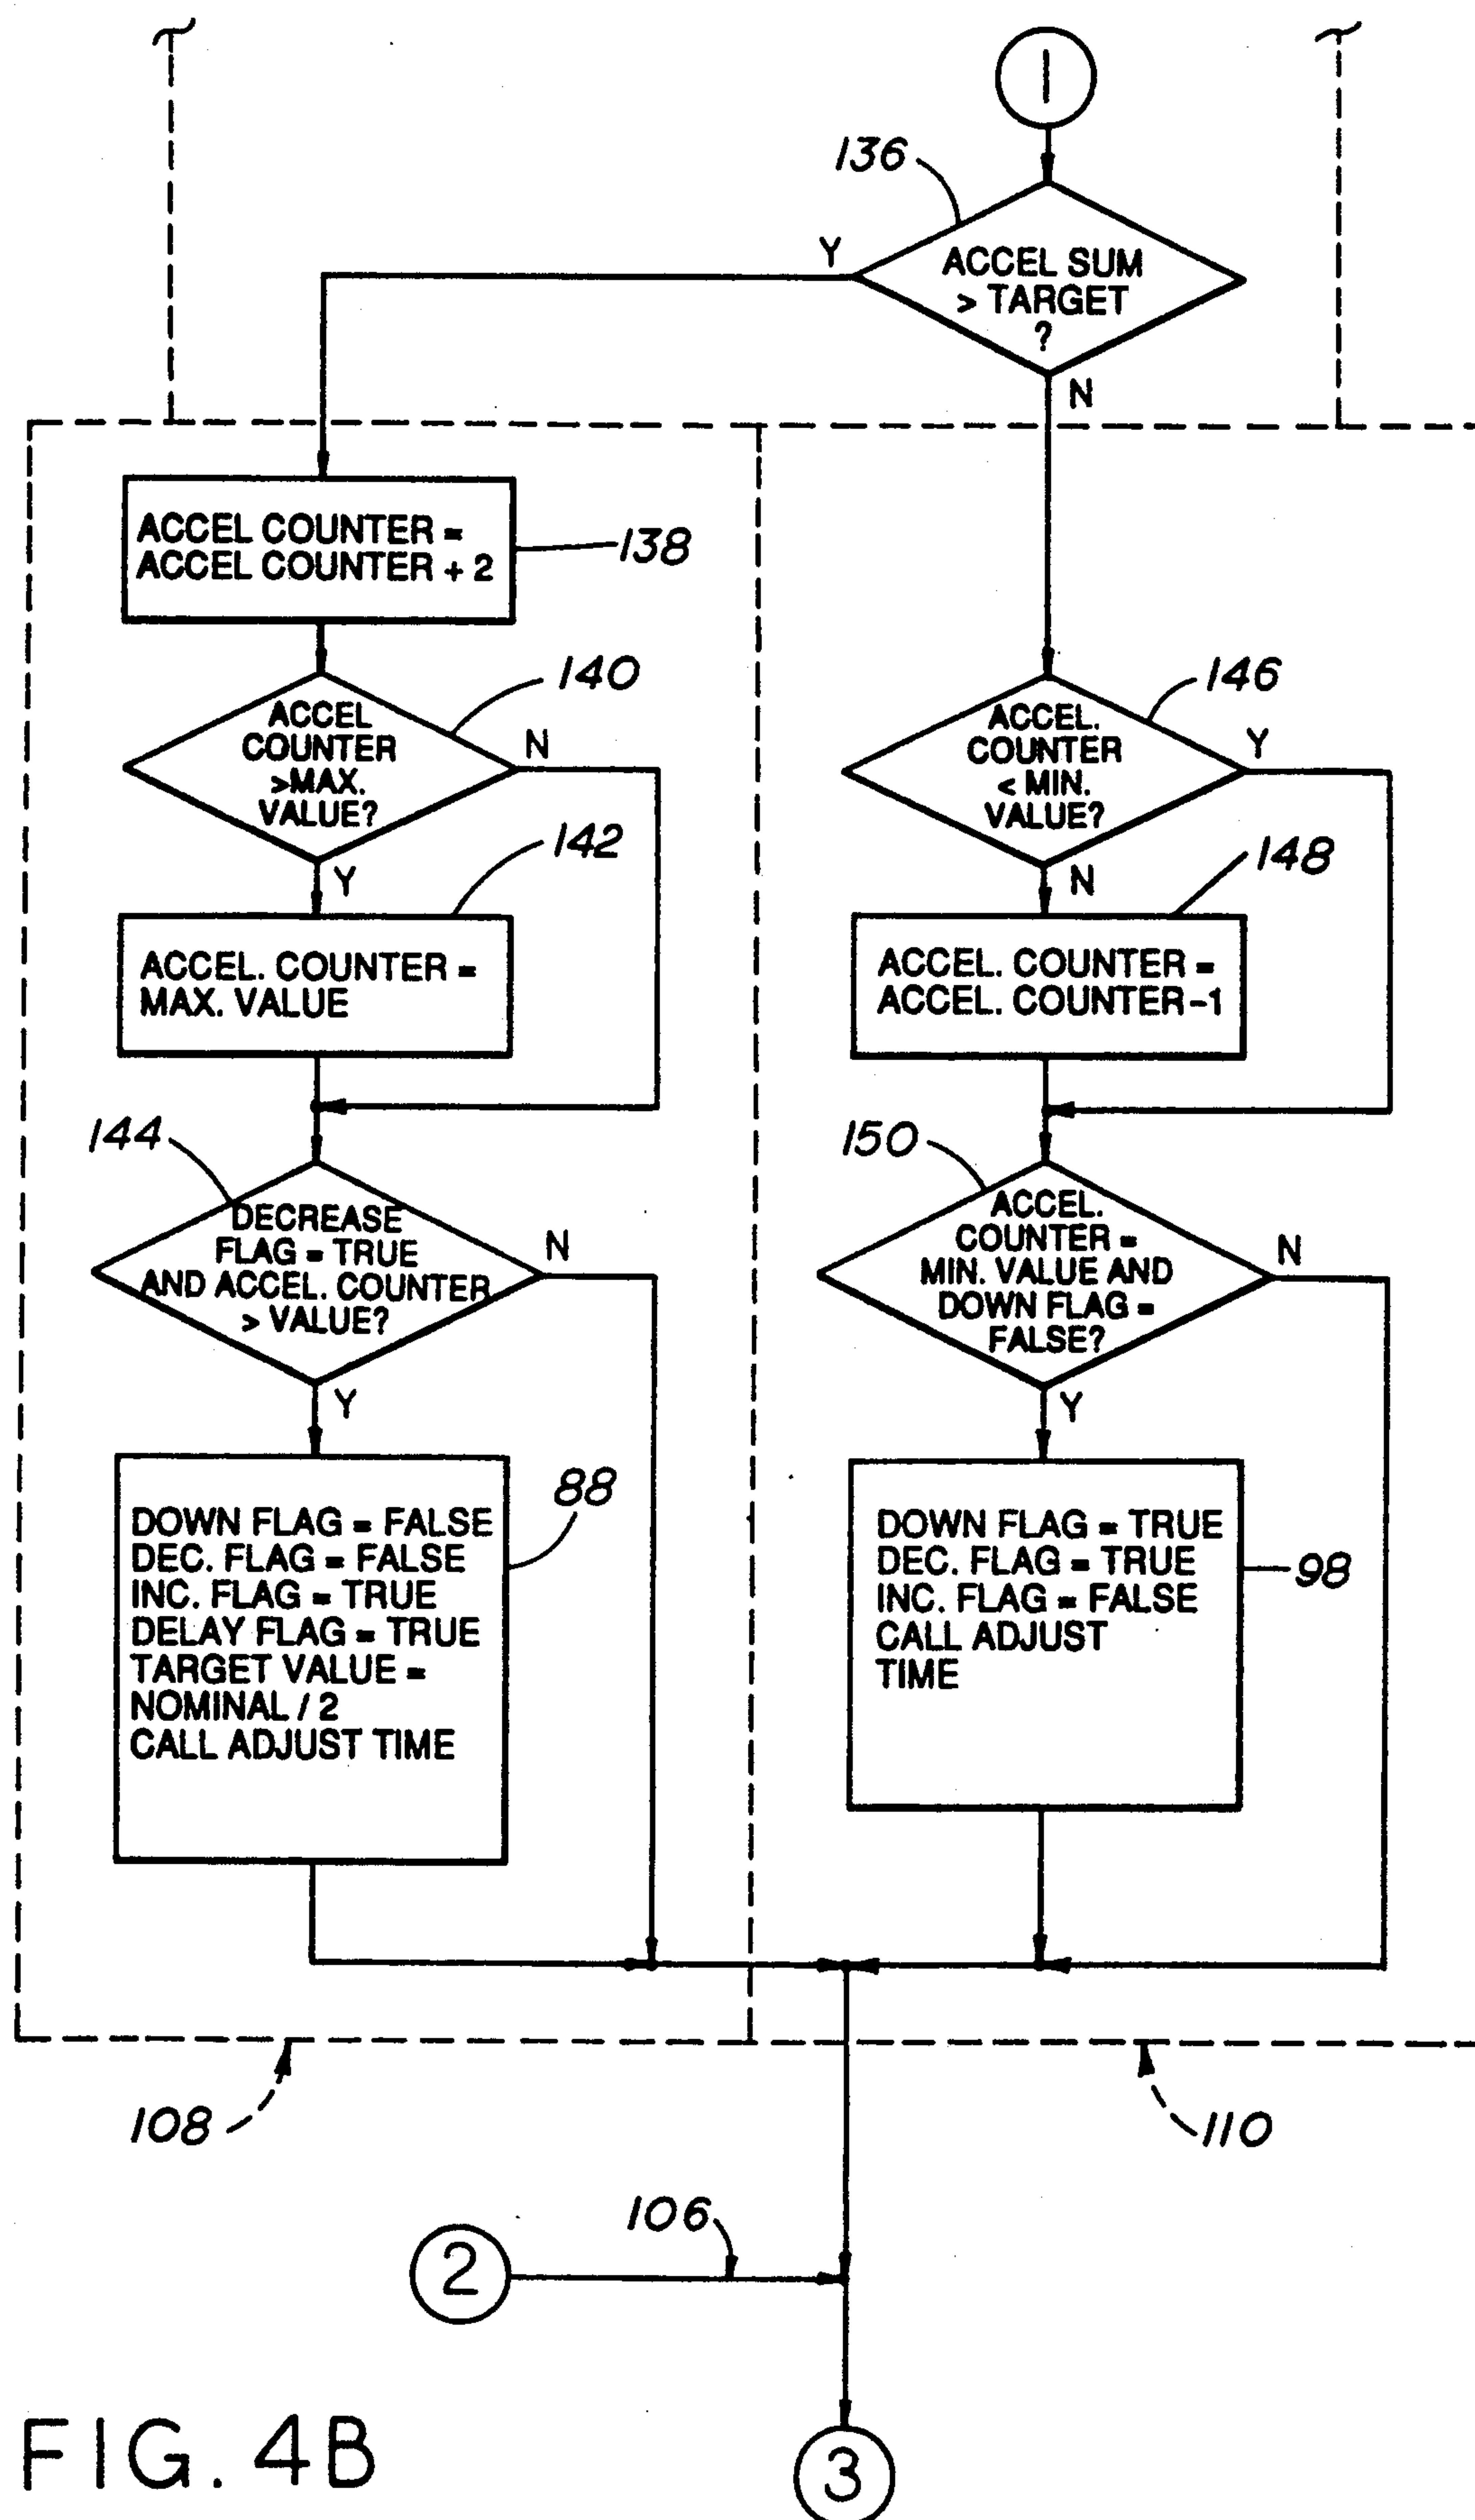 1
136
Y
ACCEL SUM
> TARGET
?
N
ACCEL COUNTER =
ACCEL COUNTER + 2
138
140
ACCEL
COUNTER
>MAX.
VALUE?
N
Y
142
ACCEL. COUNTER =
MAX. VALUE
144
DECREASE
FLAG = TRUE
AND ACCEL. COUNTER
> VALUE?
N
Y
88
DOWN FLAG = FALSE
DEC. FLAG = FALSE
INC. FLAG = TRUE
DELAY FLAG = TRUE
TARGET VALUE =
NOMINAL / 2
CALL ADJUST TIME
146
ACCEL.
COUNTER
< MIN.
VALUE?
Y
N
148
ACCEL. COUNTER =
ACCEL. COUNTER-1
150
ACCEL.
COUNTER =
MIN. VALUE AND
DOWN FLAG =
FALSE?
N
Y
DOWN FLAG = TRUE
DEC. FLAG = TRUE
INC. FLAG = FALSE
CALL ADJUST
TIME
98
108
110
106
2
3
FIG. 4B